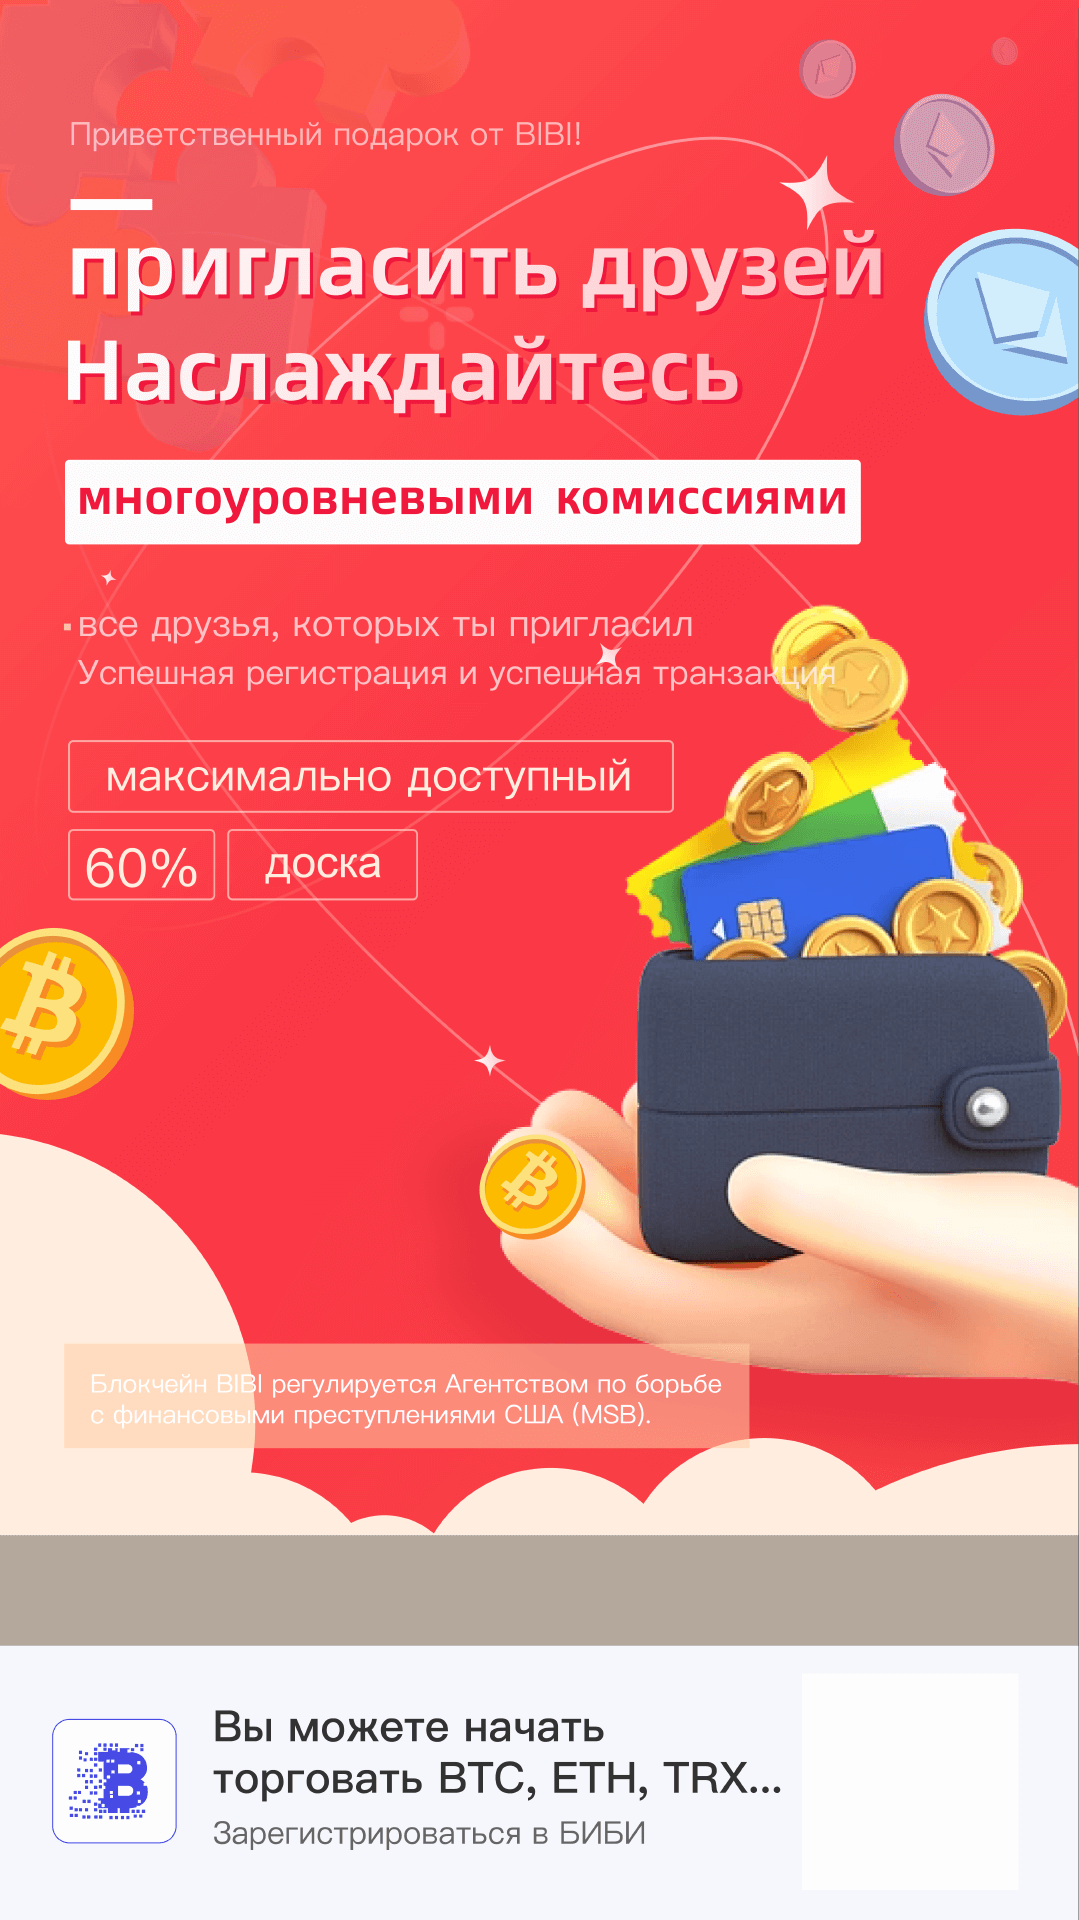 Приветственный подарок от BIBI!
пригласить друзей
Наслаждайтесь
многоуровневыми комиссиями
все друзья, которых ты пригласил
Успешная регистрация и успешная транзакция
максимально доступный
60% доска
Блокчейн BIBI регулируется Агентством по борьбе
с финансовыми преступлениями США (MSB).
Вы можете начать
торговать BTC, ETH, TRX...
Зарегистрироваться в БИБИ